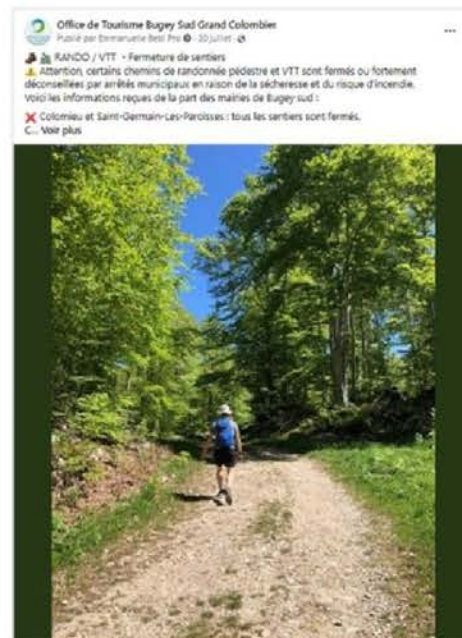 Office de Tourisme Bugey Sud Grand Colombier
Publié par Emmanuelle Besi Pro · 20 juillet ·
RANDO / VTT • Fermeture de sentiers
Attention, certains chemins de randonnée pédestre et VTT sont fermés ou fortement
déconseillées par arrêtés municipaux en raison de la sécheresse et du risque d'incendie.
Voici les informations reçues de la part des mairies de Bugey sud :
Colomieu et Saint-Germain-Les-Paroisses : tous les sentiers sont fermés.
C... Voir plus